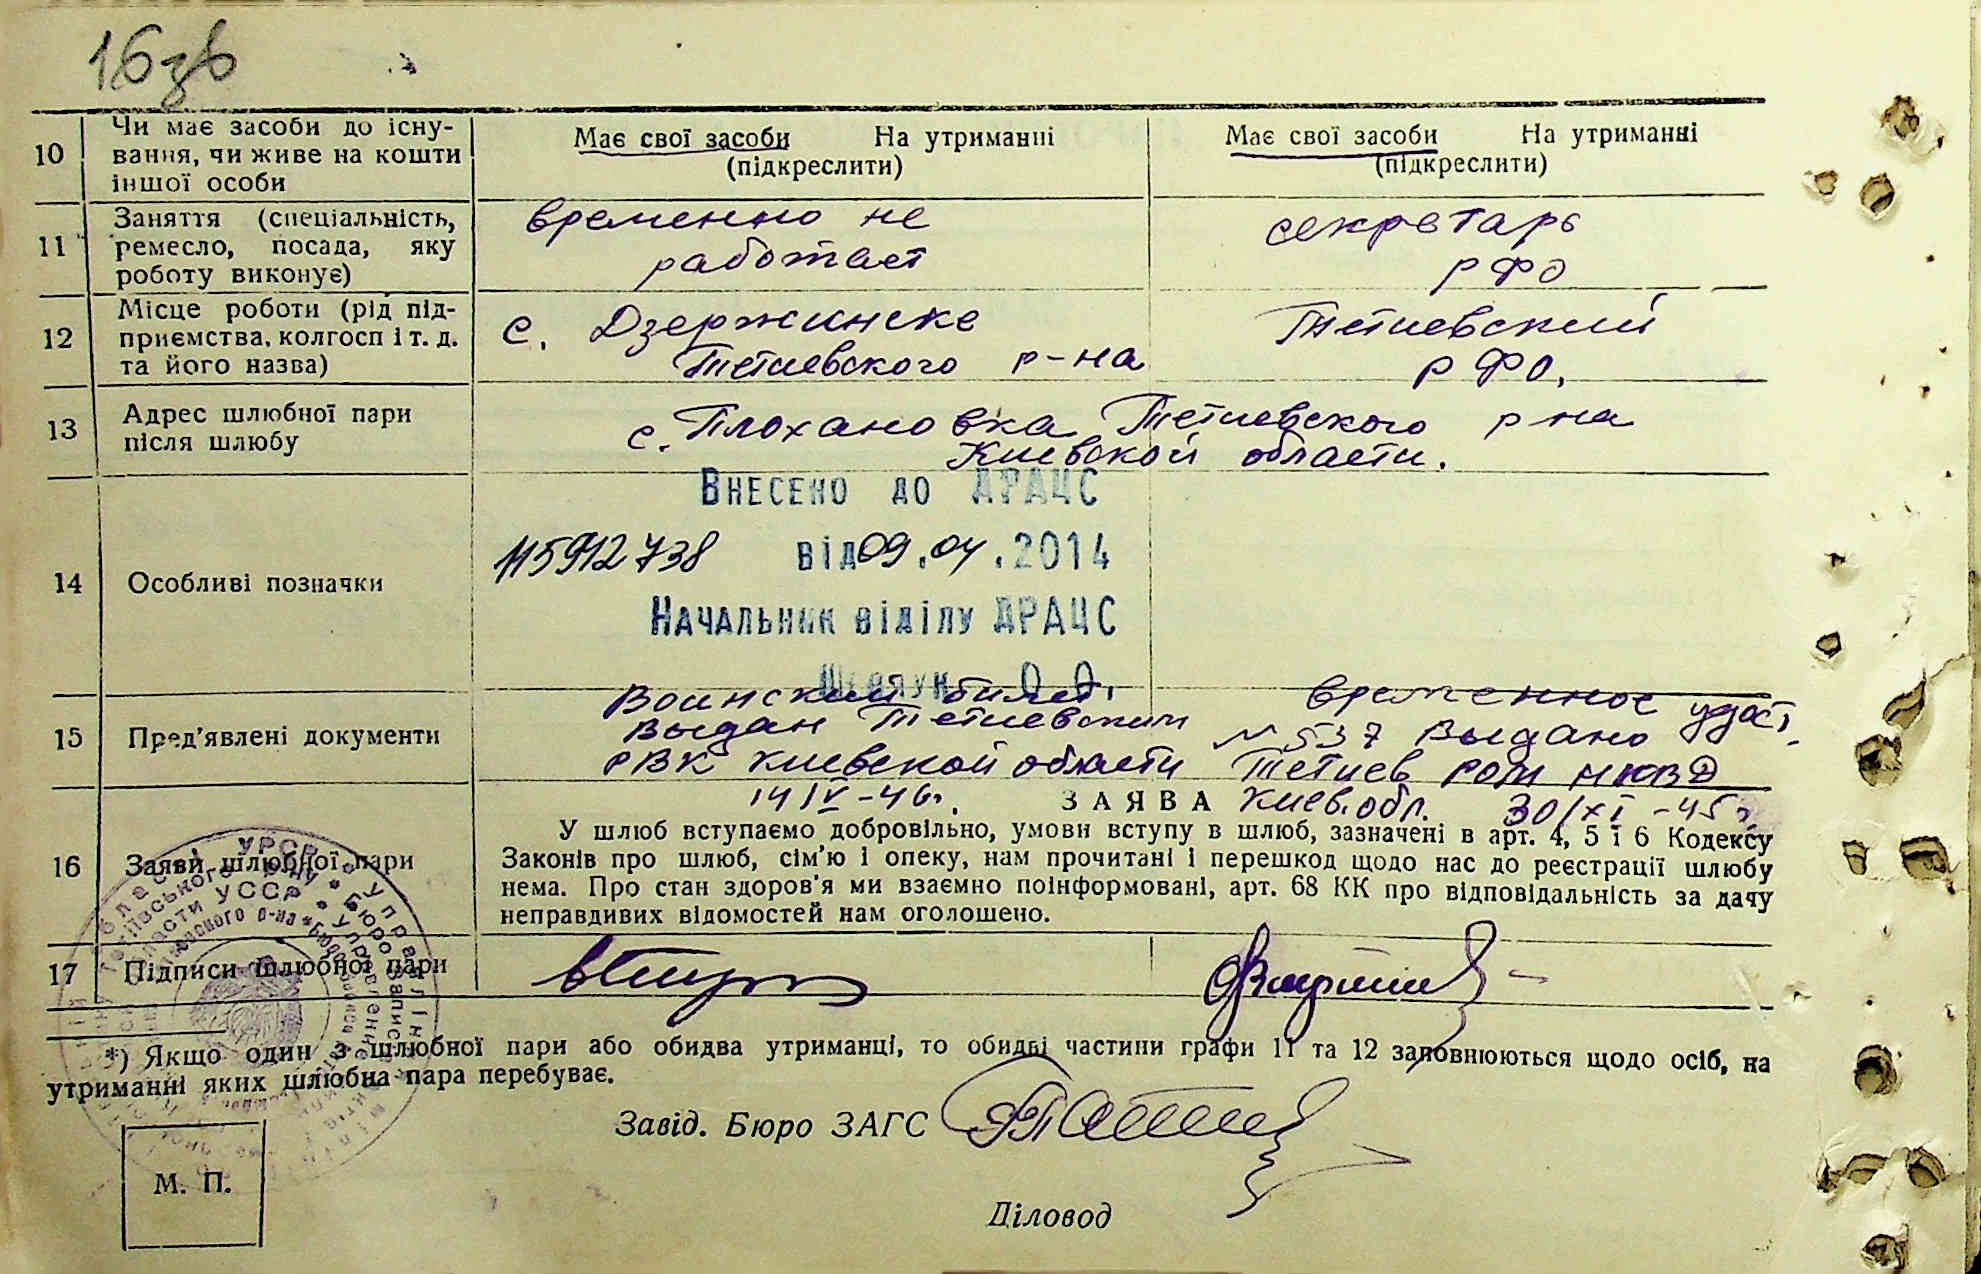 16зв
10 Чи має засоби до існу-
вання, чи живе на кошти
іншої особи
Має свої засоби На утриманні
(підкреслити)
Має свої засоби На утриманні
(підкреслити)
11 Заняття (спеціальність,
ремесло, посада, яку
роботу виконує)
временно не
работает
секретарь
РФО
12 Місце роботи (рід під-
приємства, колгосп і т. д.
та його назва)
с. Дзержинске
Тетиевского р-на
Тетиевский
РФО.
13 Адрес шлюбної пари
після шлюбу
с. Плохановка Тетиевского р на
Киевской области.
14 Особливі позначки
Внесено до ДРАЦС
115912738 від 09.04.2014
Начальник відділу ДРАЦС
О.О.
15 Пред'явлені документи
Воинский билет
Выдан Тетиевским
РВК Киевской области
14/IV-46г.
временное удост.
№ 537 Выдано
Тетиев РОМ НКВД
Киев. обл. 30/XI-45г.
16 Заяви шлюбної пари
ЗАЯВА
У шлюб вступаємо добровільно, умови вступу в шлюб, зазначені в арт. 4, 5 і 6 Кодексу
Законів про шлюб, сім'ю і опеку, нам прочитані і перешкод щодо нас до реєстрації шлюбу
нема. Про стан здоров'я ми взаємно поінформовані, арт. 68 КК про відповідальність за дачу
неправдивих відомостей нам оголошено.
17 Підписи шлюбної пари
*) Якщо один з шлюбної пари або обидва утриманці, то обидві частини графи 11 та 12 заповнюються щодо осіб, на
утриманні яких шлюбна пара перебуває.
Завід. Бюро ЗАГС
М. П.
Діловод